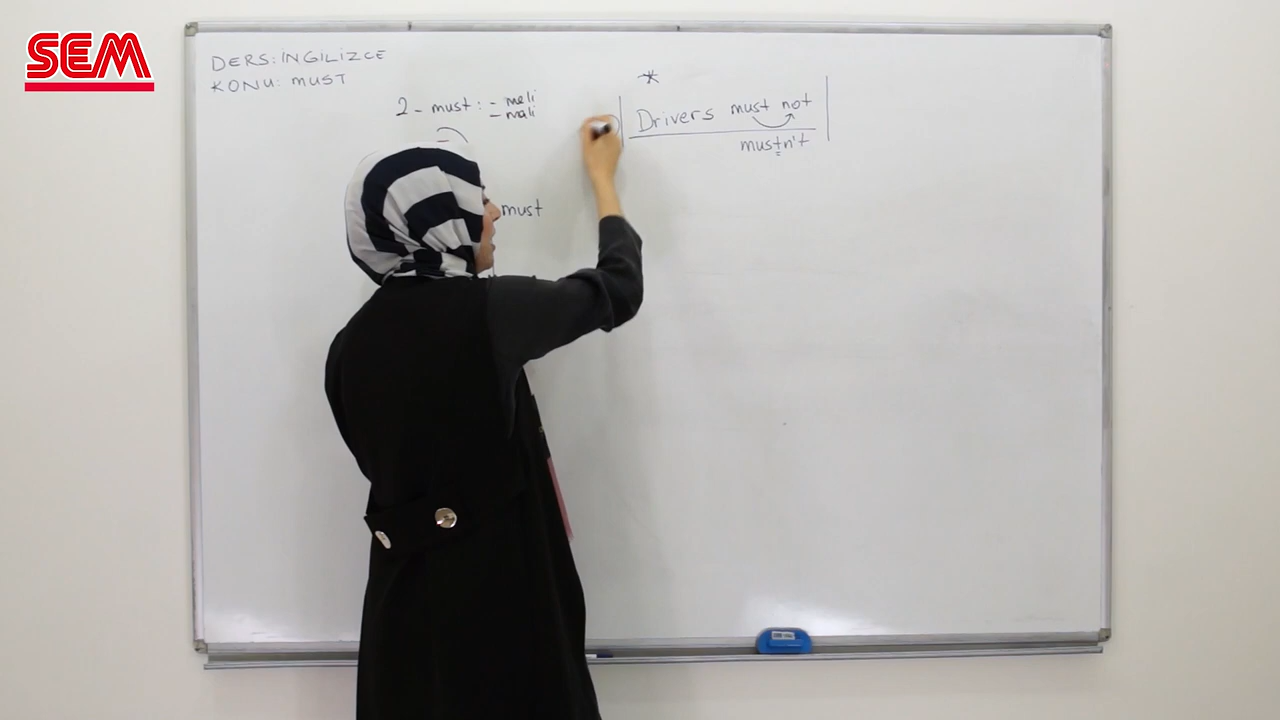 SEM
DERS: INGILIZCE
KONU: MUST
2- must: - meli
- malı
must
*
Drivers must not
mustn't